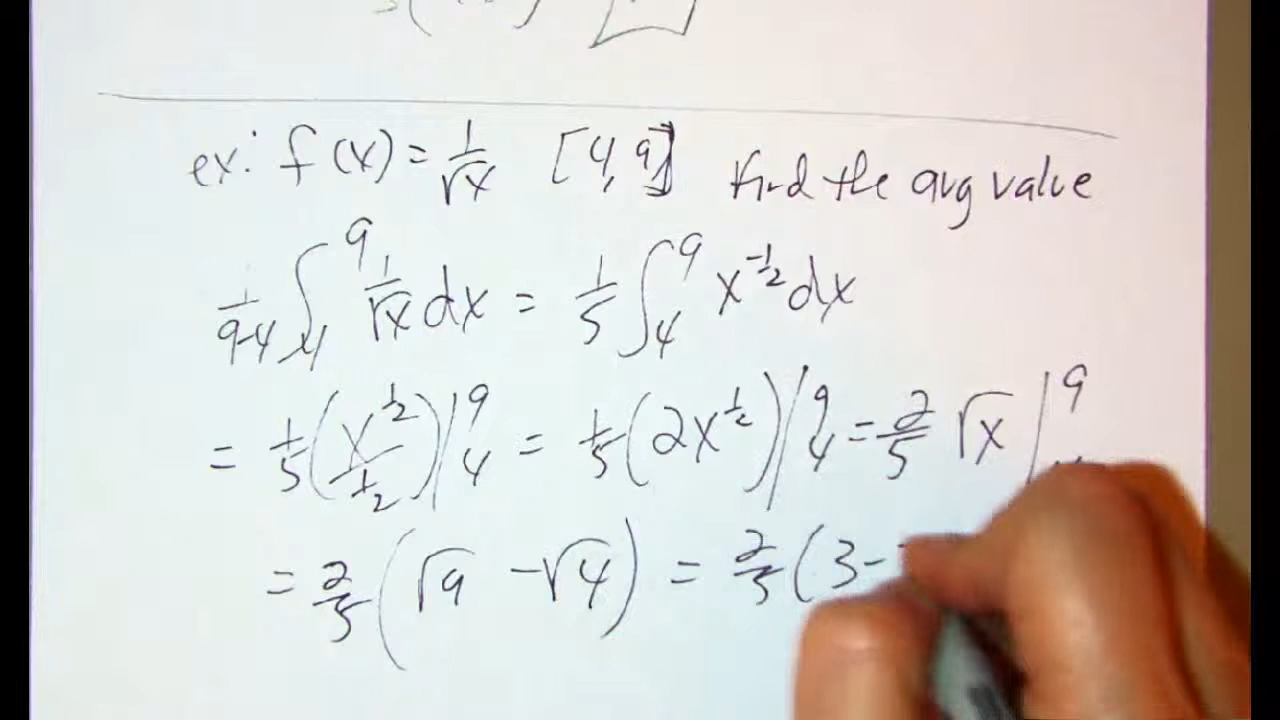 ex: f(x) = 1/√x [4, 9] find the avg value
1/9-4 ∫₄⁹ 1/√x dx = 1/5 ∫₄⁹ x^-1/2 dx
= 1/5 (x^1/2 / 1/2) |₄⁹ = 1/5 (2x^1/2) |₄⁹ = 2/5 √x |⁹
= 2/5 (√9 - √4) = 2/5 (3 -